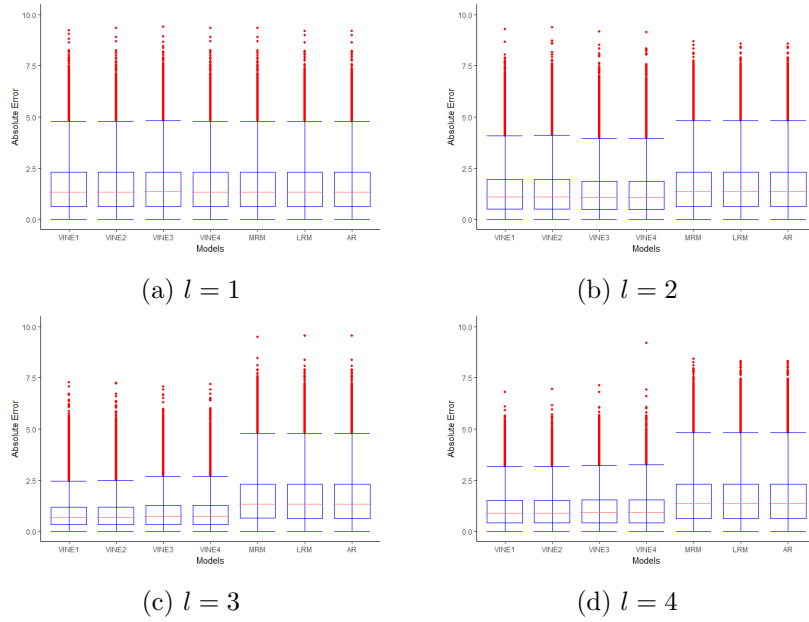 10.0
7.5
5.0
2.5
0.0
Absolute Error
VINE1 VINE2 VINE3 VINE4 MRM LRM AR
Models
(a) l = 1
10.0
7.5
5.0
2.5
0.0
Absolute Error
VINE1 VINE2 VINE3 VINE4 MRM LRM AR
Models
(b) l = 2
10.0
7.5
5.0
2.5
0.0
Absolute Error
VINE1 VINE2 VINE3 VINE4 MRM LRM AR
Models
(c) l = 3
10.0
7.5
5.0
2.5
0.0
Absolute Error
VINE1 VINE2 VINE3 VINE4 MRM LRM AR
Models
(d) l = 4